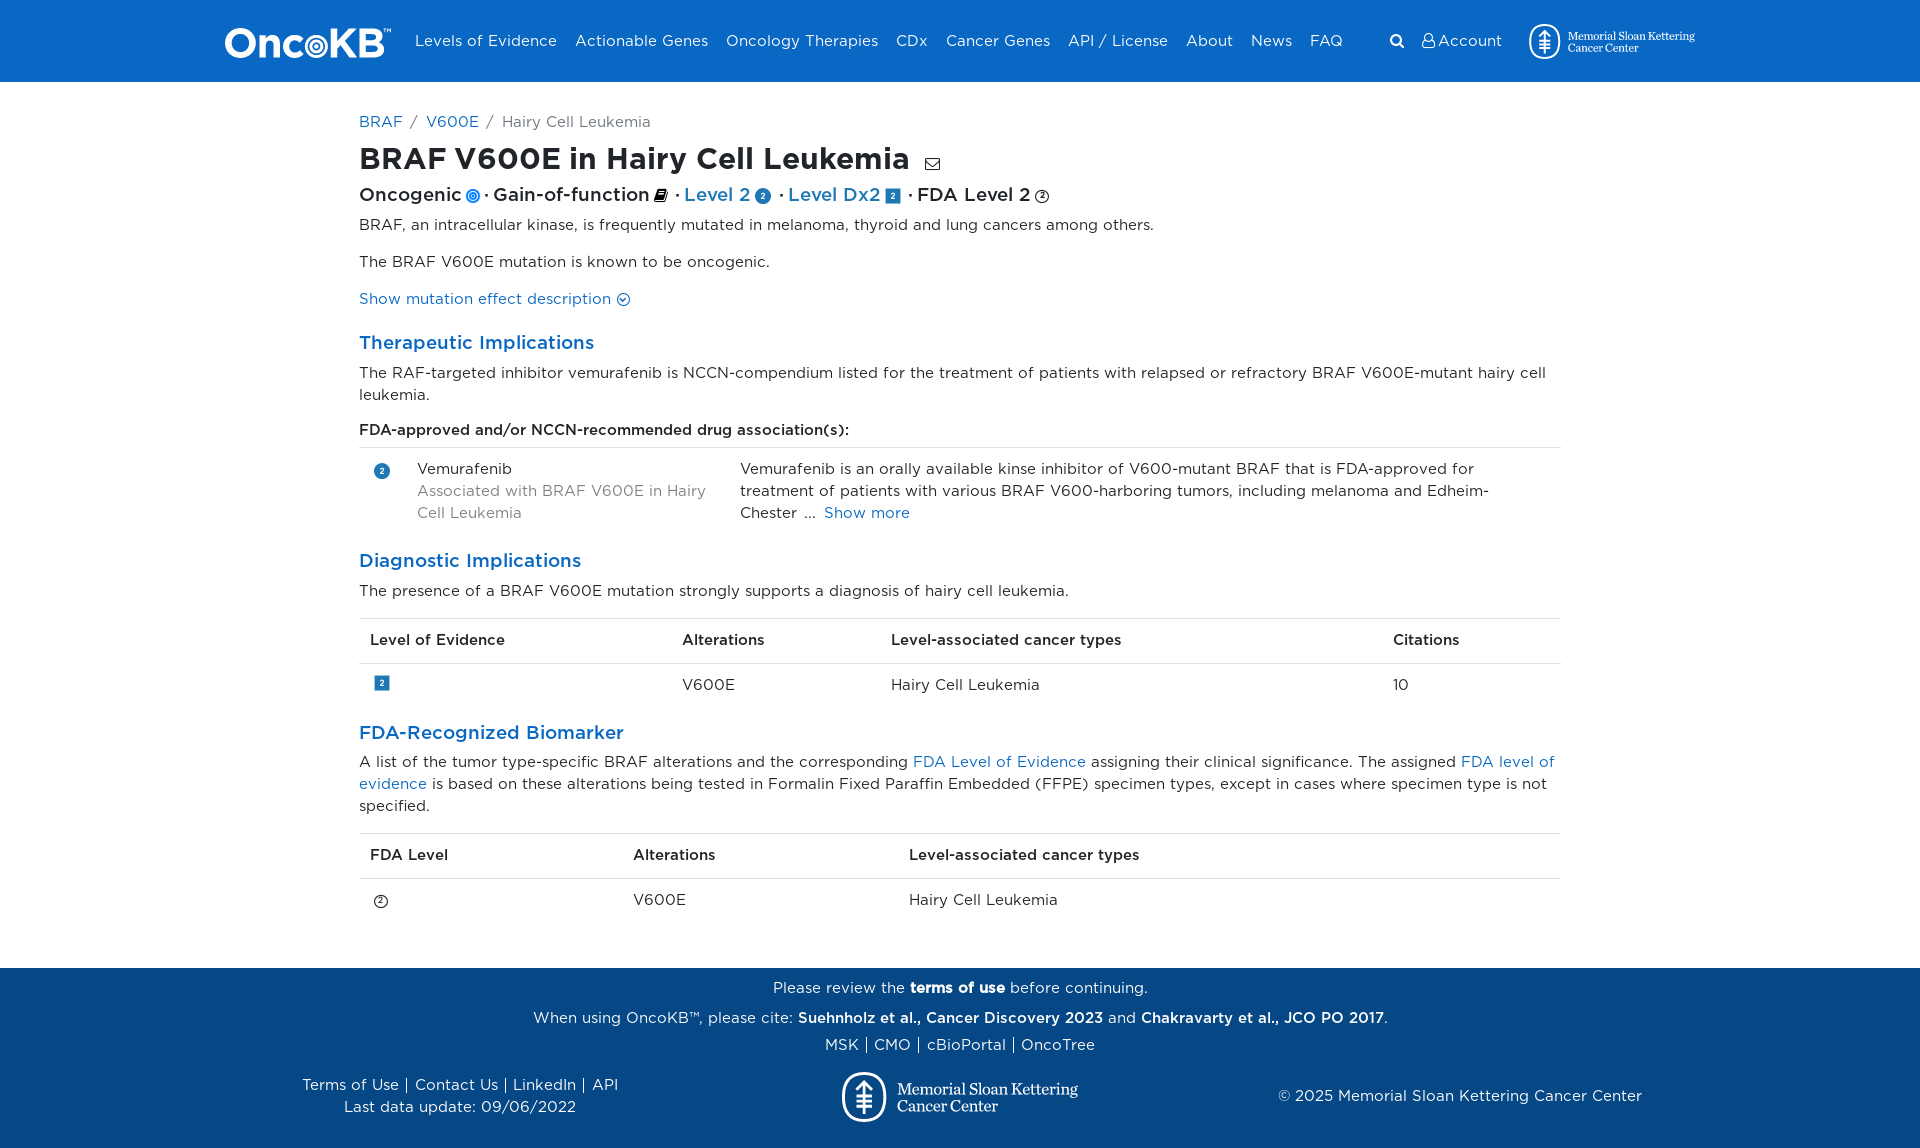 OncoKB™ Levels of Evidence Actionable Genes Oncology Therapies CDx Cancer Genes API / License About News FAQ Account Memorial Sloan Kettering Cancer Center
BRAF / V600E / Hairy Cell Leukemia
BRAF V600E in Hairy Cell Leukemia
Oncogenic · Gain-of-function · Level 2 2 · Level Dx2 2 · FDA Level 2 2
BRAF, an intracellular kinase, is frequently mutated in melanoma, thyroid and lung cancers among others.
The BRAF V600E mutation is known to be oncogenic.
Show mutation effect description
Therapeutic Implications
The RAF-targeted inhibitor vemurafenib is NCCN-compendium listed for the treatment of patients with relapsed or refractory BRAF V600E-mutant hairy cell
leukemia.
FDA-approved and/or NCCN-recommended drug association(s):
2 Vemurafenib
Associated with BRAF V600E in Hairy
Cell Leukemia
Vemurafenib is an orally available kinse inhibitor of V600-mutant BRAF that is FDA-approved for
treatment of patients with various BRAF V600-harboring tumors, including melanoma and Edheim-
Chester ... Show more
Diagnostic Implications
The presence of a BRAF V600E mutation strongly supports a diagnosis of hairy cell leukemia.
Level of Evidence Alterations Level-associated cancer types Citations
2 V600E Hairy Cell Leukemia 10
FDA-Recognized Biomarker
A list of the tumor type-specific BRAF alterations and the corresponding FDA Level of Evidence assigning their clinical significance. The assigned FDA level of
evidence is based on these alterations being tested in Formalin Fixed Paraffin Embedded (FFPE) specimen types, except in cases where specimen type is not
specified.
FDA Level Alterations Level-associated cancer types
2 V600E Hairy Cell Leukemia
Please review the terms of use before continuing.
When using OncoKB™, please cite: Suehnholz et al., Cancer Discovery 2023 and Chakravarty et al., JCO PO 2017.
MSK | CMO | cBioPortal | OncoTree
Terms of Use | Contact Us | LinkedIn | API
Last data update: 09/06/2022
Memorial Sloan Kettering
Cancer Center
© 2025 Memorial Sloan Kettering Cancer Center